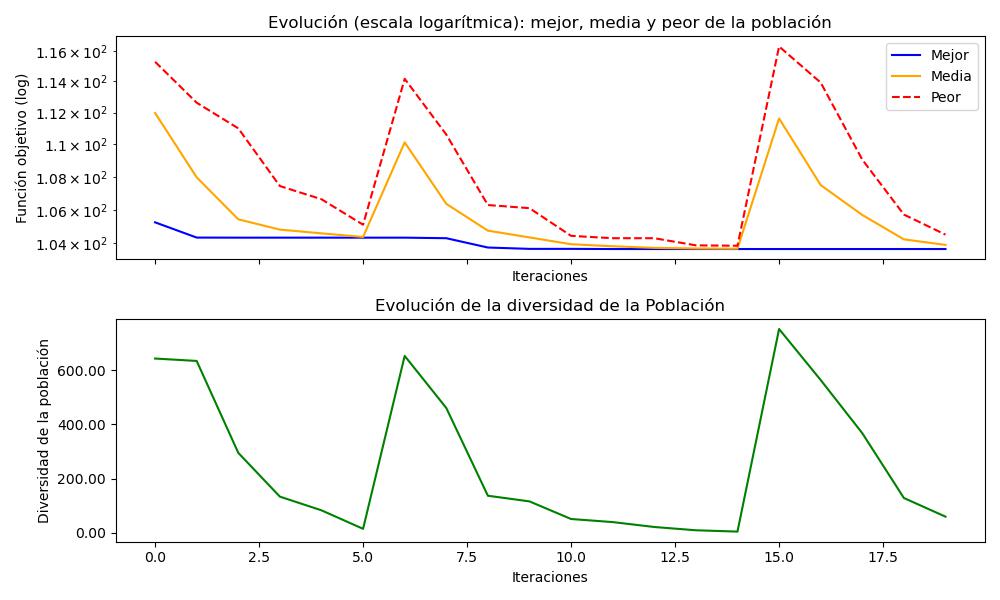 Evolución (escala logarítmica): mejor, media y peor de la población
Función objetivo (log)
1.16 × 10²
1.14 × 10²
1.12 × 10²
1.1 × 10²
1.08 × 10²
1.06 × 10²
1.04 × 10²
Mejor
Media
Peor
Iteraciones
Evolución de la diversidad de la Población
Diversidad de la población
600.00
400.00
200.00
0.00
0.0 2.5 5.0 7.5 10.0 12.5 15.0 17.5
Iteraciones